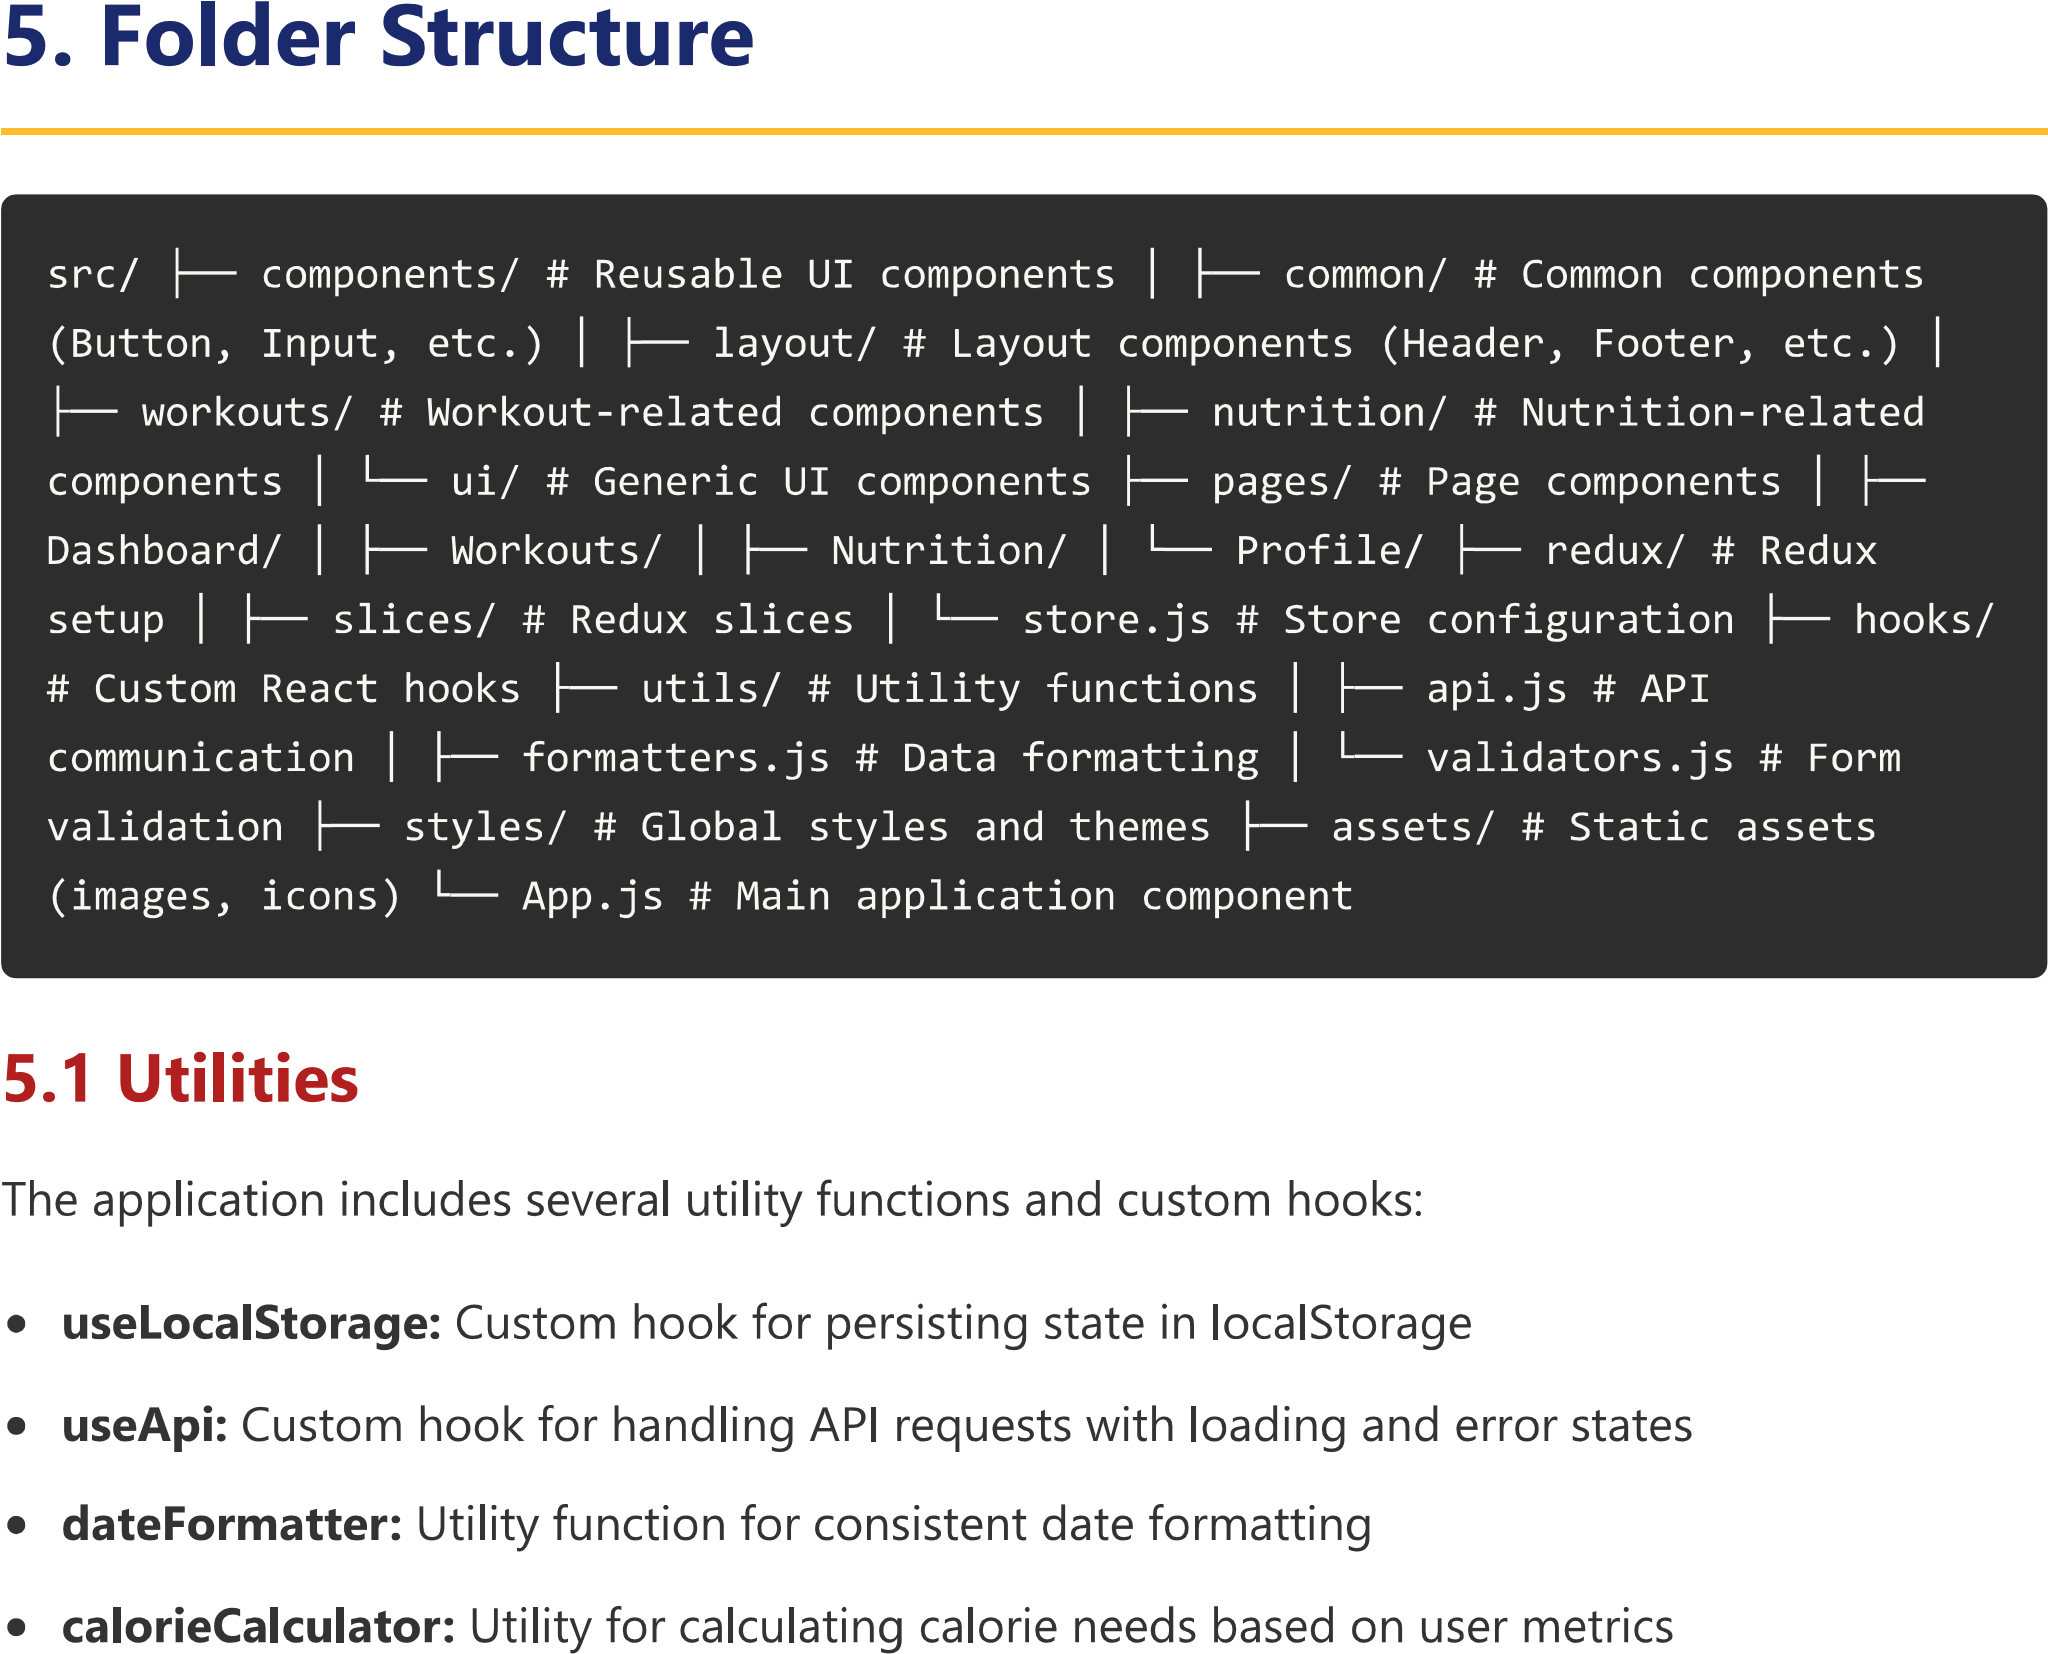 5. Folder Structure
src/ ├── components/ # Reusable UI components │ ├── common/ # Common components
(Button, Input, etc.) │ ├── layout/ # Layout components (Header, Footer, etc.) │
├── workouts/ # Workout-related components │ ├── nutrition/ # Nutrition-related
components │ └── ui/ # Generic UI components ├── pages/ # Page components │ ├──
Dashboard/ │ ├── Workouts/ │ ├── Nutrition/ │ └── Profile/ ├── redux/ # Redux
setup │ ├── slices/ # Redux slices │ └── store.js # Store configuration ├── hooks/
# Custom React hooks ├── utils/ # Utility functions │ ├── api.js # API
communication │ ├── formatters.js # Data formatting │ └── validators.js # Form
validation ├── styles/ # Global styles and themes ├── assets/ # Static assets
(images, icons) └── App.js # Main application component
5.1 Utilities
The application includes several utility functions and custom hooks:
• useLocalStorage: Custom hook for persisting state in localStorage
• useApi: Custom hook for handling API requests with loading and error states
• dateFormatter: Utility function for consistent date formatting
• calorieCalculator: Utility for calculating calorie needs based on user metrics